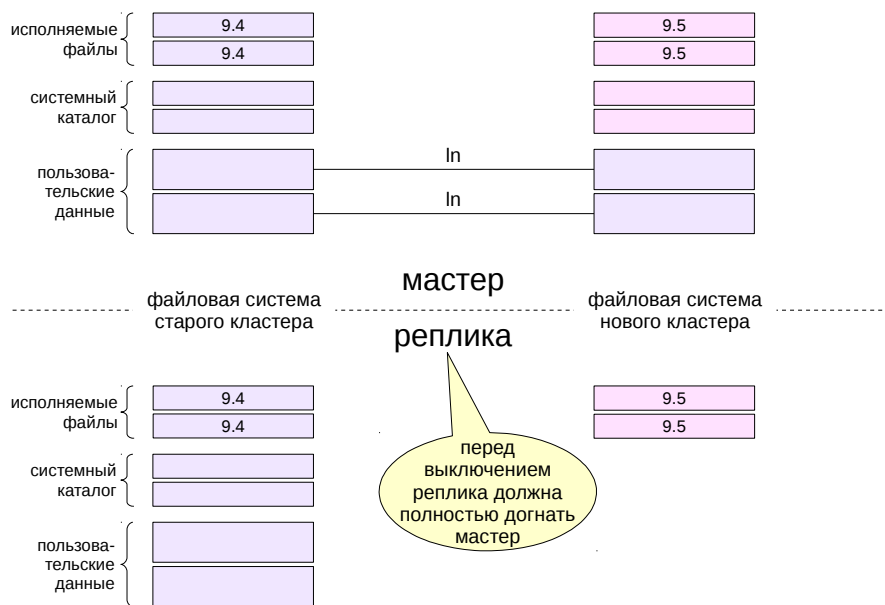 исполняемые
файлы
9.4
9.4
9.5
9.5
системный
каталог
пользова-
тельские
данные
ln
ln
мастер
файловая система
старого кластера
файловая система
нового кластера
реплика
исполняемые
файлы
9.4
9.4
9.5
9.5
системный
каталог
перед
выключением
реплика должна
полностью догнать
мастер
пользова-
тельские
данные